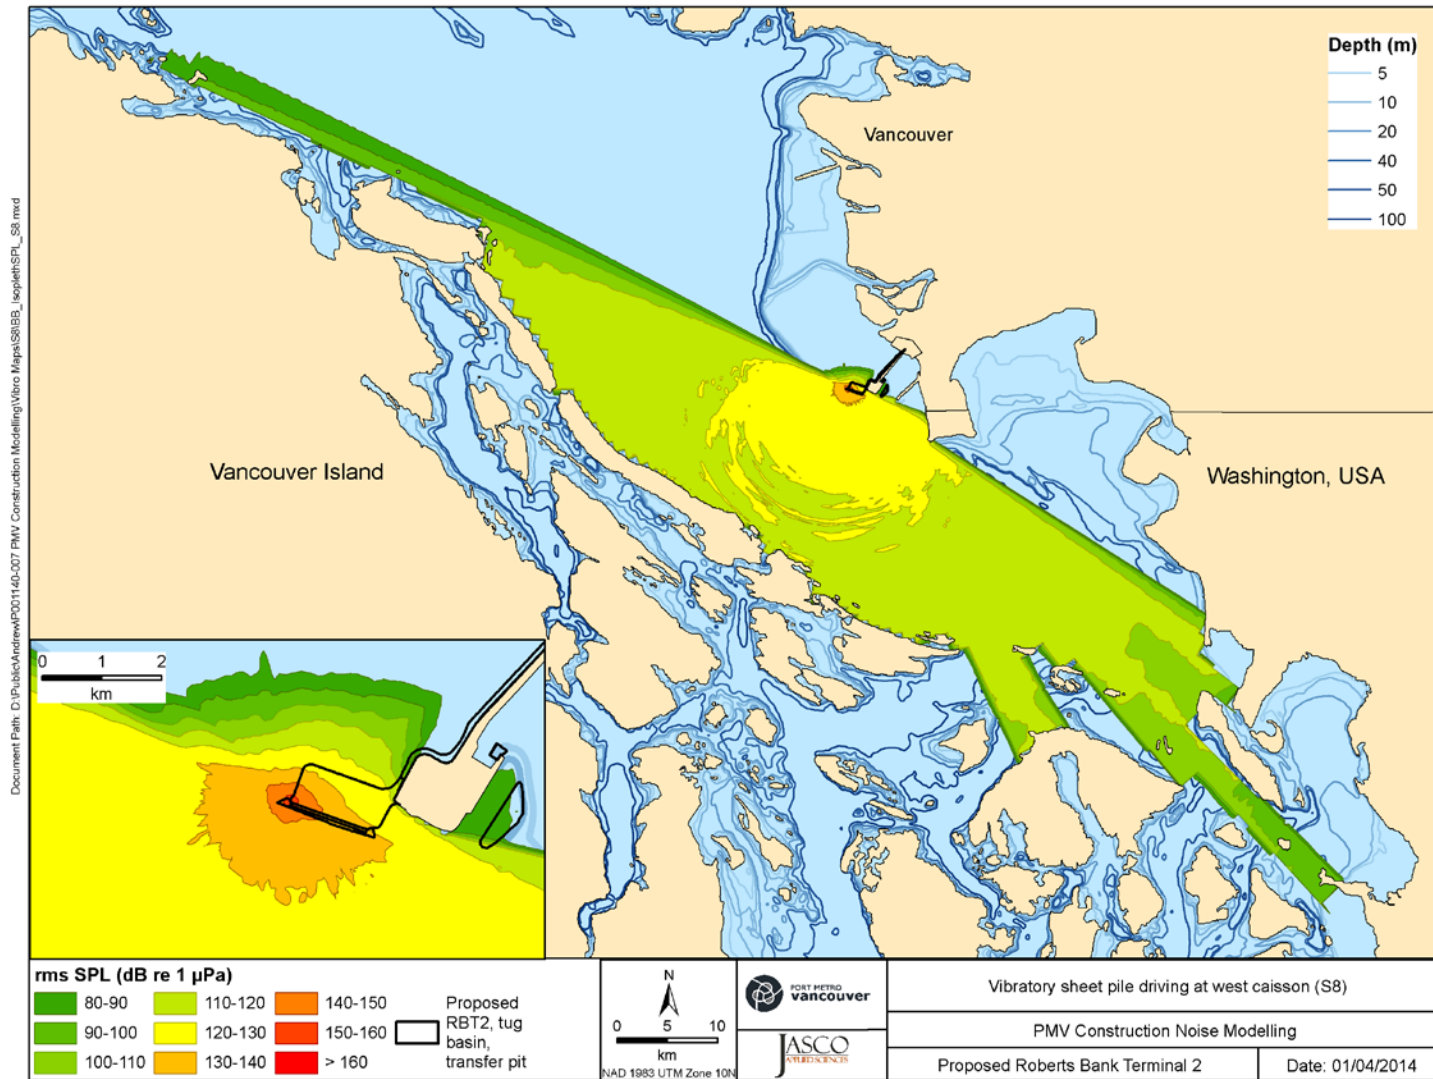 Document Path: D:\Public\Andrew\P001140-007 PMV Construction Modelling\Vibro Maps\S8\BB_IsoplethSPL_S8.mxd
Depth (m)
5
10
20
40
50
100
Vancouver
Vancouver Island
Washington, USA
0 1 2
km
rms SPL (dB re 1 µPa)
80-90
90-100
100-110
110-120
120-130
130-140
140-150
150-160
> 160
Proposed
RBT2, tug
basin,
transfer pit
N
0 5 10
km
NAD 1983 UTM Zone 10N
PORT METRO
vancouver
JASCO
APPLIED SCIENCES
Vibratory sheet pile driving at west caisson (S8)
PMV Construction Noise Modelling
Proposed Roberts Bank Terminal 2
Date: 01/04/2014